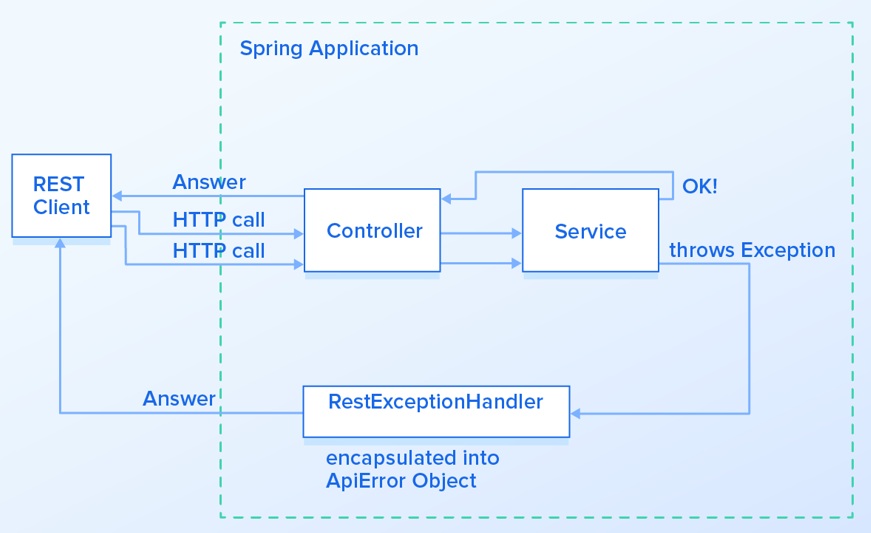 Spring Application
REST
Client
Answer
HTTP call
HTTP call
Controller
Service
OK!
throws Exception
Answer
RestExceptionHandler
encapsulated into
ApiError Object